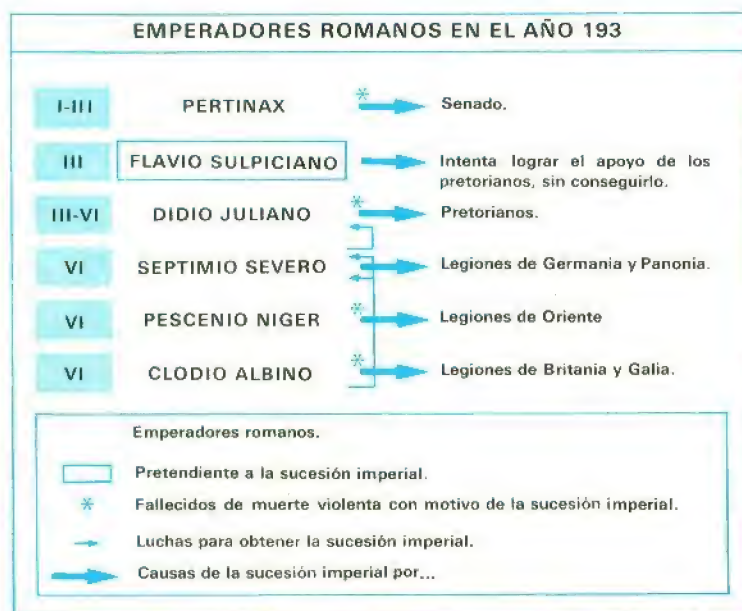 EMPERADORES ROMANOS EN EL AÑO 193
I-III PERTINAX * Senado.
III FLAVIO SULPICIANO Intenta lograr el apoyo de los
pretorianos, sin conseguirlo.
III-VI DIDIO JULIANO * Pretorianos.
VI SEPTIMIO SEVERO Legiones de Germania y Panonia.
VI PESCENIO NIGER * Legiones de Oriente
VI CLODIO ALBINO * Legiones de Britania y Galia.
Emperadores romanos.
Pretendiente a la sucesión imperial.
* Fallecidos de muerte violenta con motivo de la sucesión imperial.
Luchas para obtener la sucesión imperial.
Causas de la sucesión imperial por...